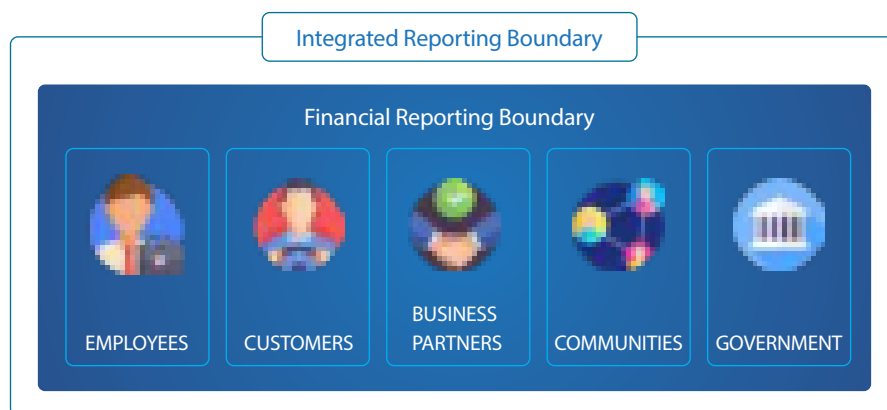 Integrated Reporting Boundary
Financial Reporting Boundary
EMPLOYEES
CUSTOMERS
BUSINESS
PARTNERS
COMMUNITIES
GOVERNMENT